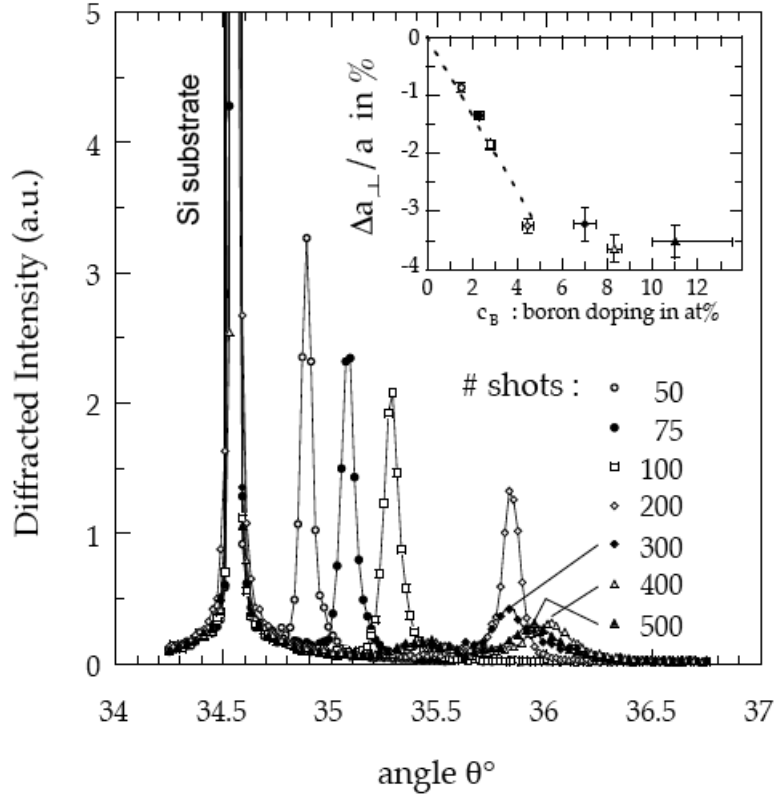 Diffracted Intensity (a.u.)
5
4
3
2
1
0
Si substrate
Δa⊥/a in %
0
-1
-2
-3
-4
0 2 4 6 8 10 12
c_B : boron doping in at%
# shots :
50
75
100
200
300
400
500
34 34.5 35 35.5 36 36.5 37
angle θ°